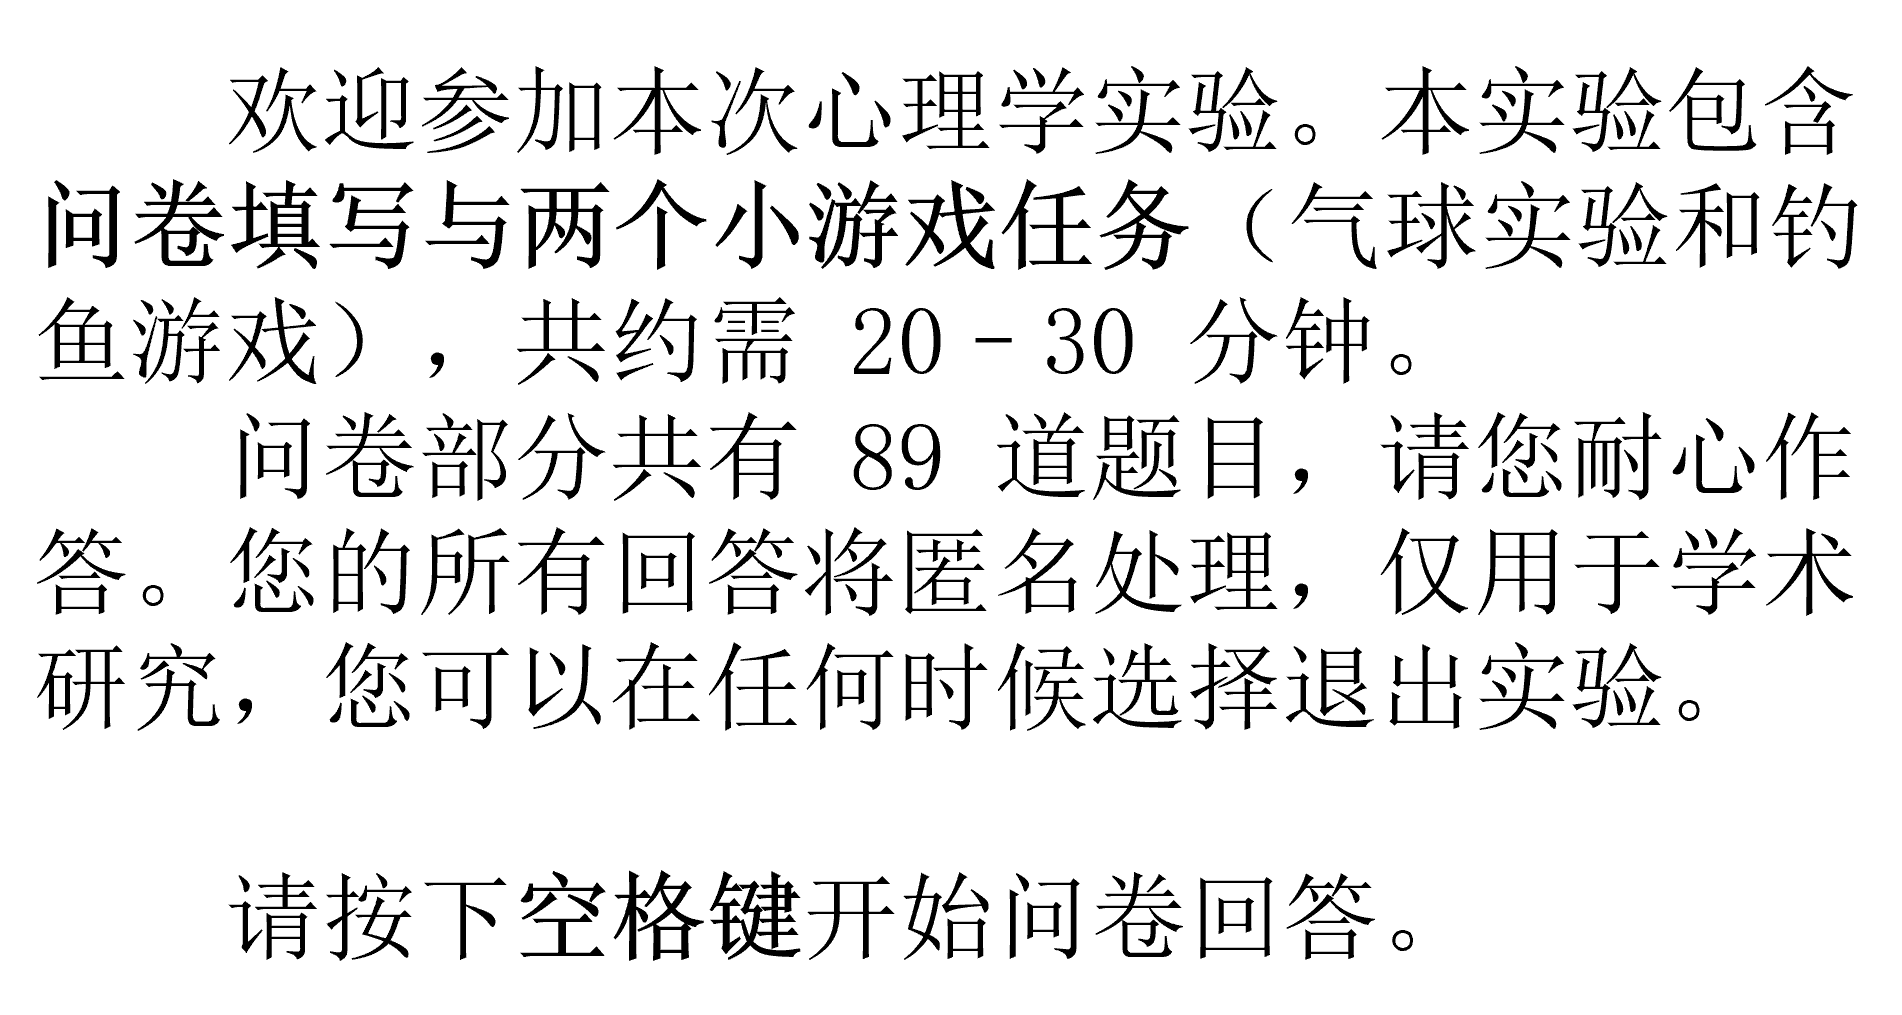 欢迎参加本次心理学实验。本实验包含
问卷填写与两个小游戏任务（气球实验和钓
鱼游戏），共约需 20–30 分钟。
问卷部分共有 89 道题目，请您耐心作
答。您的所有回答将匿名处理，仅用于学术
研究，您可以在任何时候选择退出实验。
请按下空格键开始问卷回答。